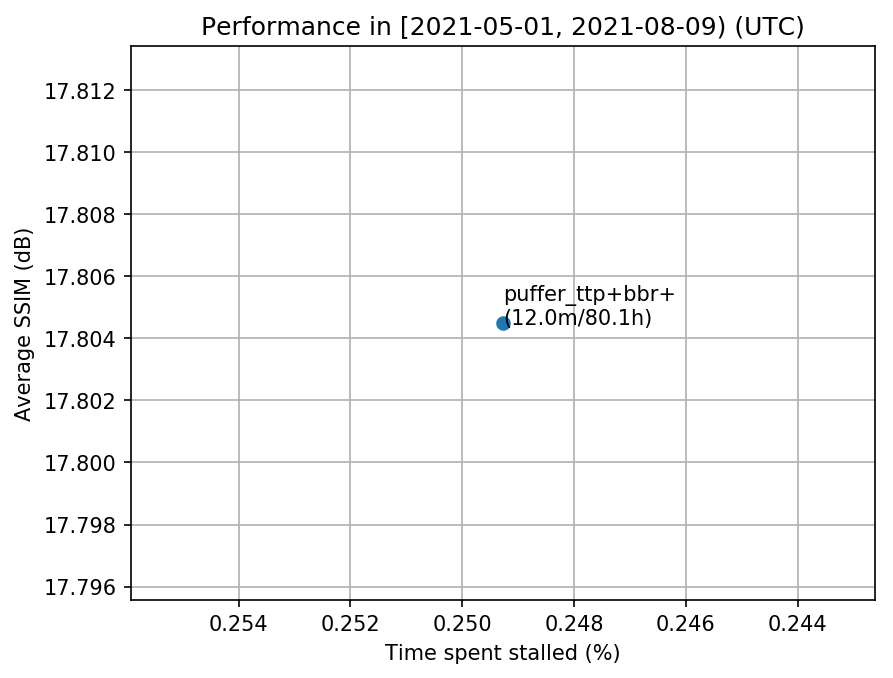 Performance in [2021-05-01, 2021-08-09) (UTC)
17.812
17.810
17.808
17.806
17.804
17.802
17.800
17.798
17.796
Average SSIM (dB)
puffer_ttp+bbr+
(12.0m/80.1h)
0.254 0.252 0.250 0.248 0.246 0.244
Time spent stalled (%)